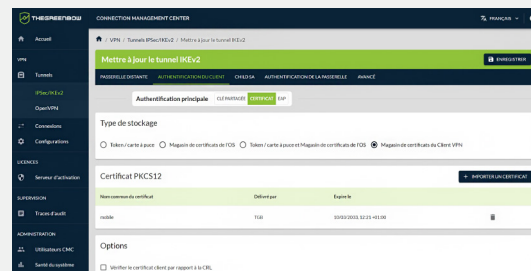 THEGREENBOW
CONNECTION MANAGEMENT CENTER
FRANÇAIS
Accueil
/ VPN / Tunnels IPSec/IKEv2 / Mettre à jour le tunnel IKEv2
VPN
Mettre à jour le tunnel IKEv2
ENREGISTRER
Tunnels
PASSERELLE DISTANTE
AUTHENTIFICATION DU CLIENT
CHILD SA
AUTHENTIFICATION DE LA PASSERELLE
AVANCÉ
IPSec/IKEv2
OpenVPN
Authentification principale
CLÉ PARTAGÉE
CERTIFICAT
EAP
Connexions
Configurations
Type de stockage
Token / carte à puce
Magasin de certificats de l'OS
Token / carte à puce et Magasin de certificats de l'OS
Magasin de certificats du Client VPN
LICENCES
Serveur d'activation
Certificat PKCS12
+ IMPORTER UN CERTIFICAT
SUPERVISION
Nom commun du certificat
Délivré par
Expire le
Traces d'audit
mobile
TGB
ADMINISTRATION
Utilisateurs CMC
Options
Santé du système
Vérifier le certificat client par rapport à la CRL